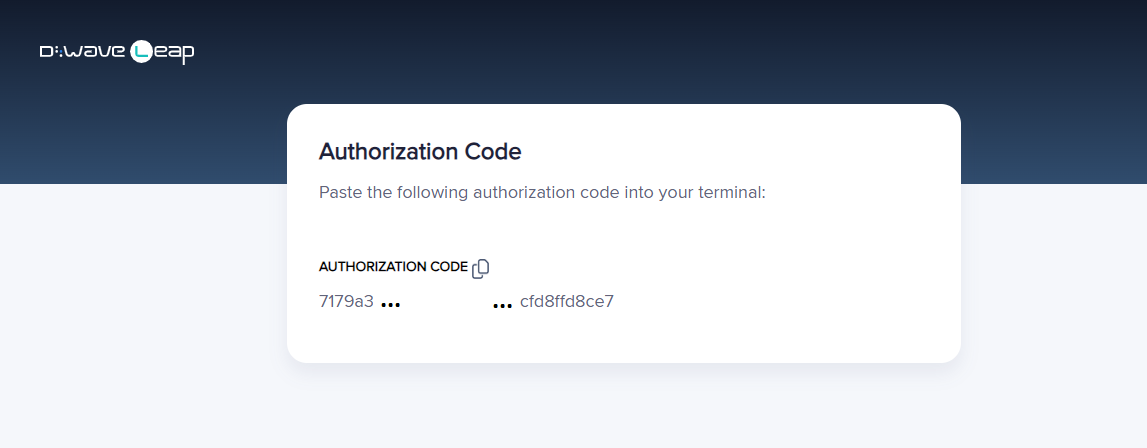 D:wave Leap
Authorization Code
Paste the following authorization code into your terminal:
AUTHORIZATION CODE
7179a3 ... ... cfd8ffd8ce7